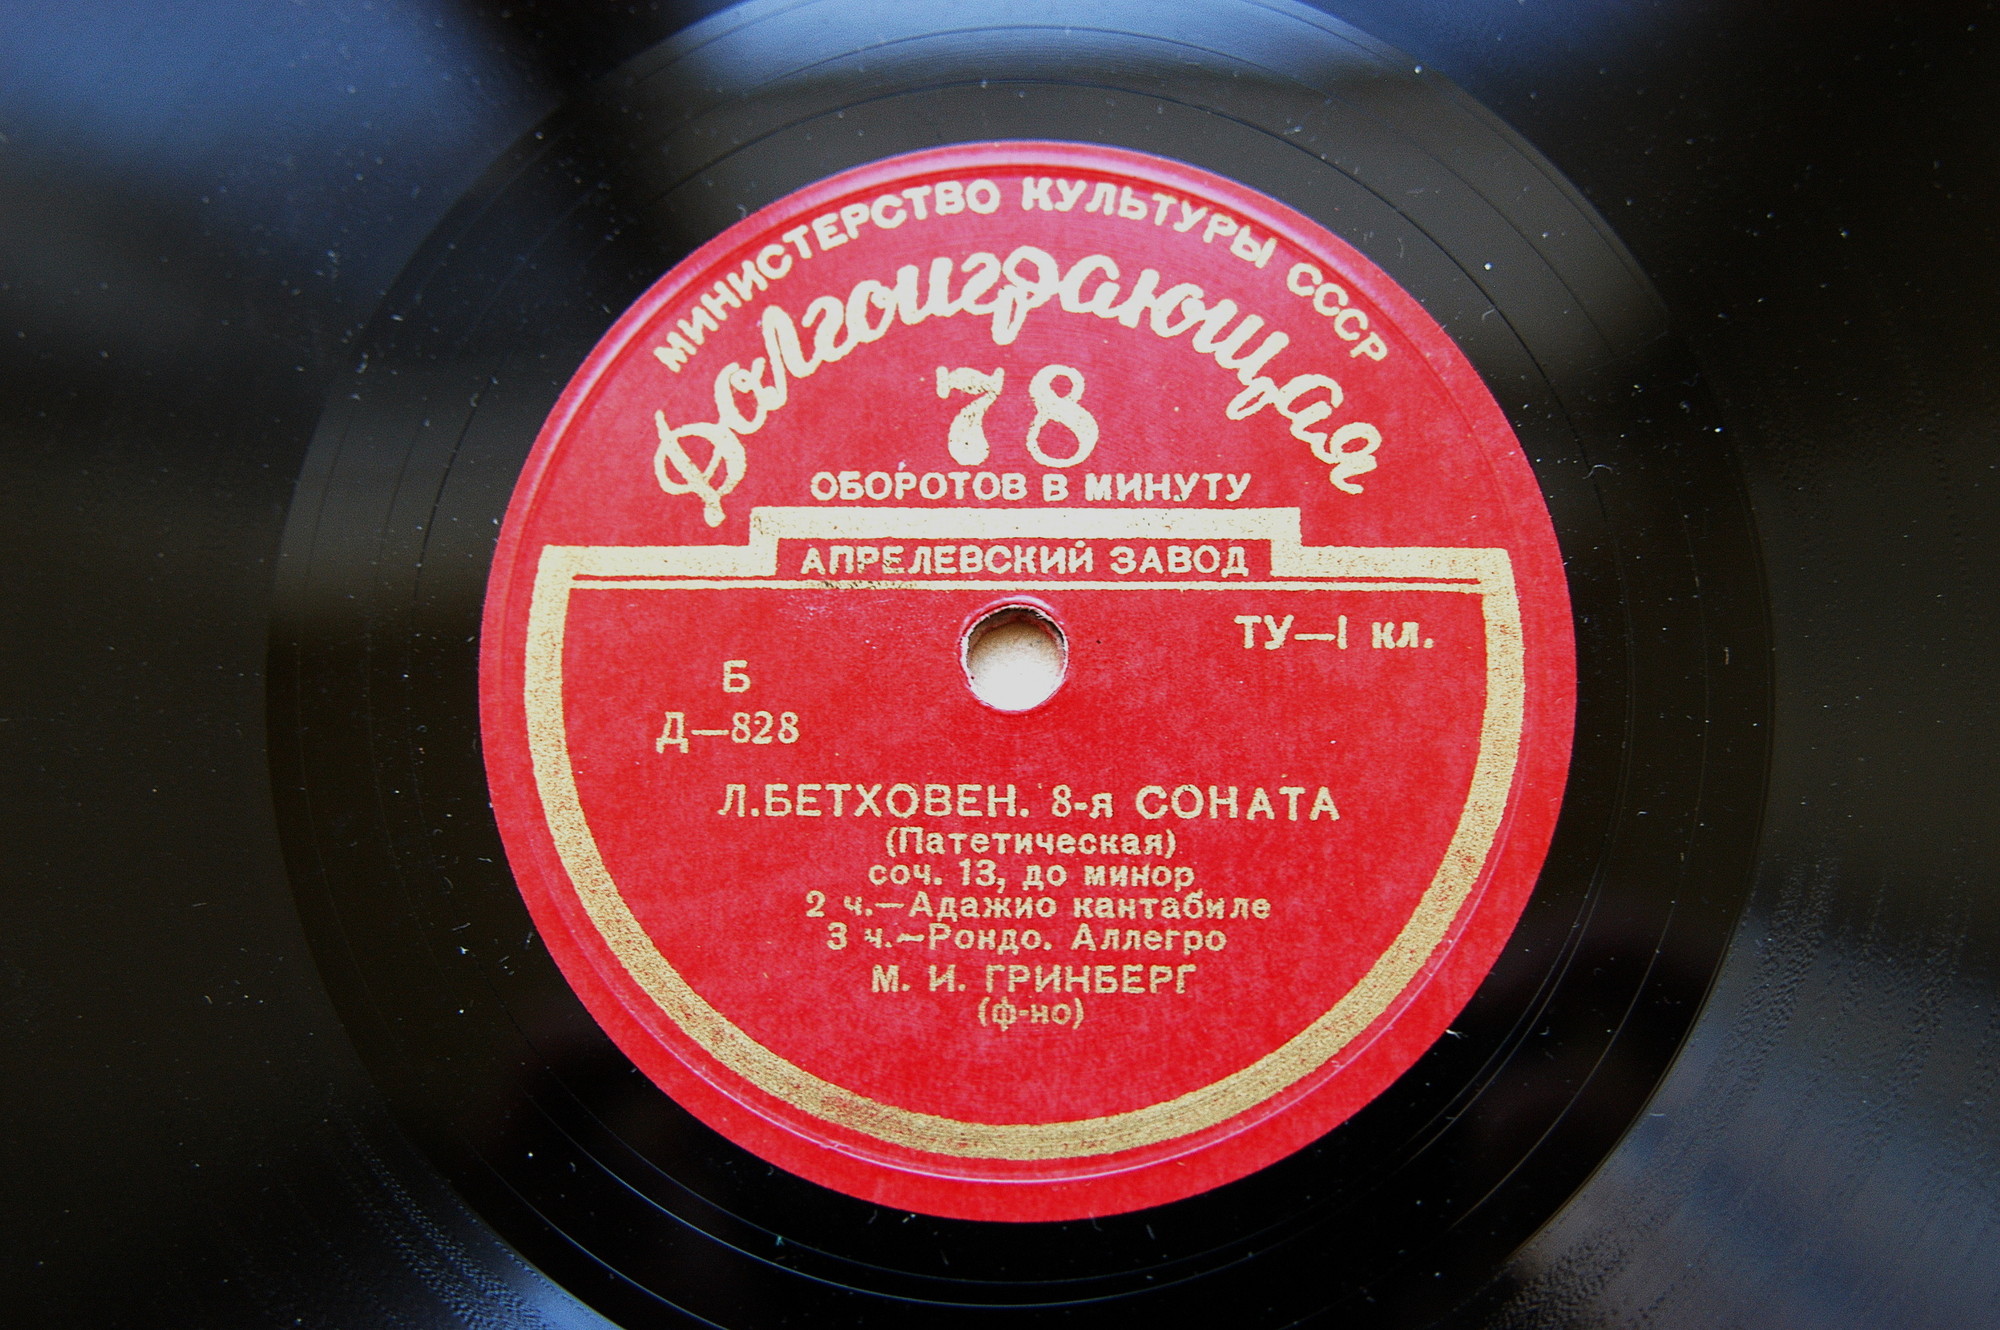 МИНИСТЕРСТВО КУЛЬТУРЫ СССР
Долгоиграющая
78
ОБОРОТОВ В МИНУТУ
АПРЕЛЕВСКИЙ ЗАВОД
ТУ—I кл.
Б
Д—828
Л.БЕТХОВЕН. 8-я СОНАТА
(Патетическая)
соч. 13, до минор
2 ч.—Адажио кантабиле
3 ч.—Рондо. Аллегро
М. И. ГРИНБЕРГ
(ф-но)